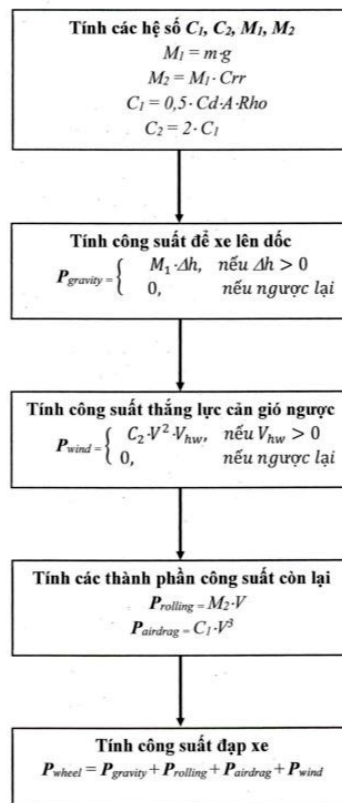 Tính các hệ số C₁, C₂, M₁, M₂
M₁ = m·g
M₂ = M₁· Crr
C₁ = 0,5· Cd·A·Rho
C₂ = 2· C₁
Tính công suất để xe lên dốc
P_gravity = { M₁·Δh, nếu Δh > 0
0, nếu ngược lại
Tính công suất thắng lực cản gió ngược
P_wind = { C₂·V²·V_hw, nếu V_hw > 0
0, nếu ngược lại
Tính các thành phần công suất còn lại
P_rolling = M₂·V
P_airdrag = C₁·V³
Tính công suất đạp xe
P_wheel = P_gravity + P_rolling + P_airdrag + P_wind